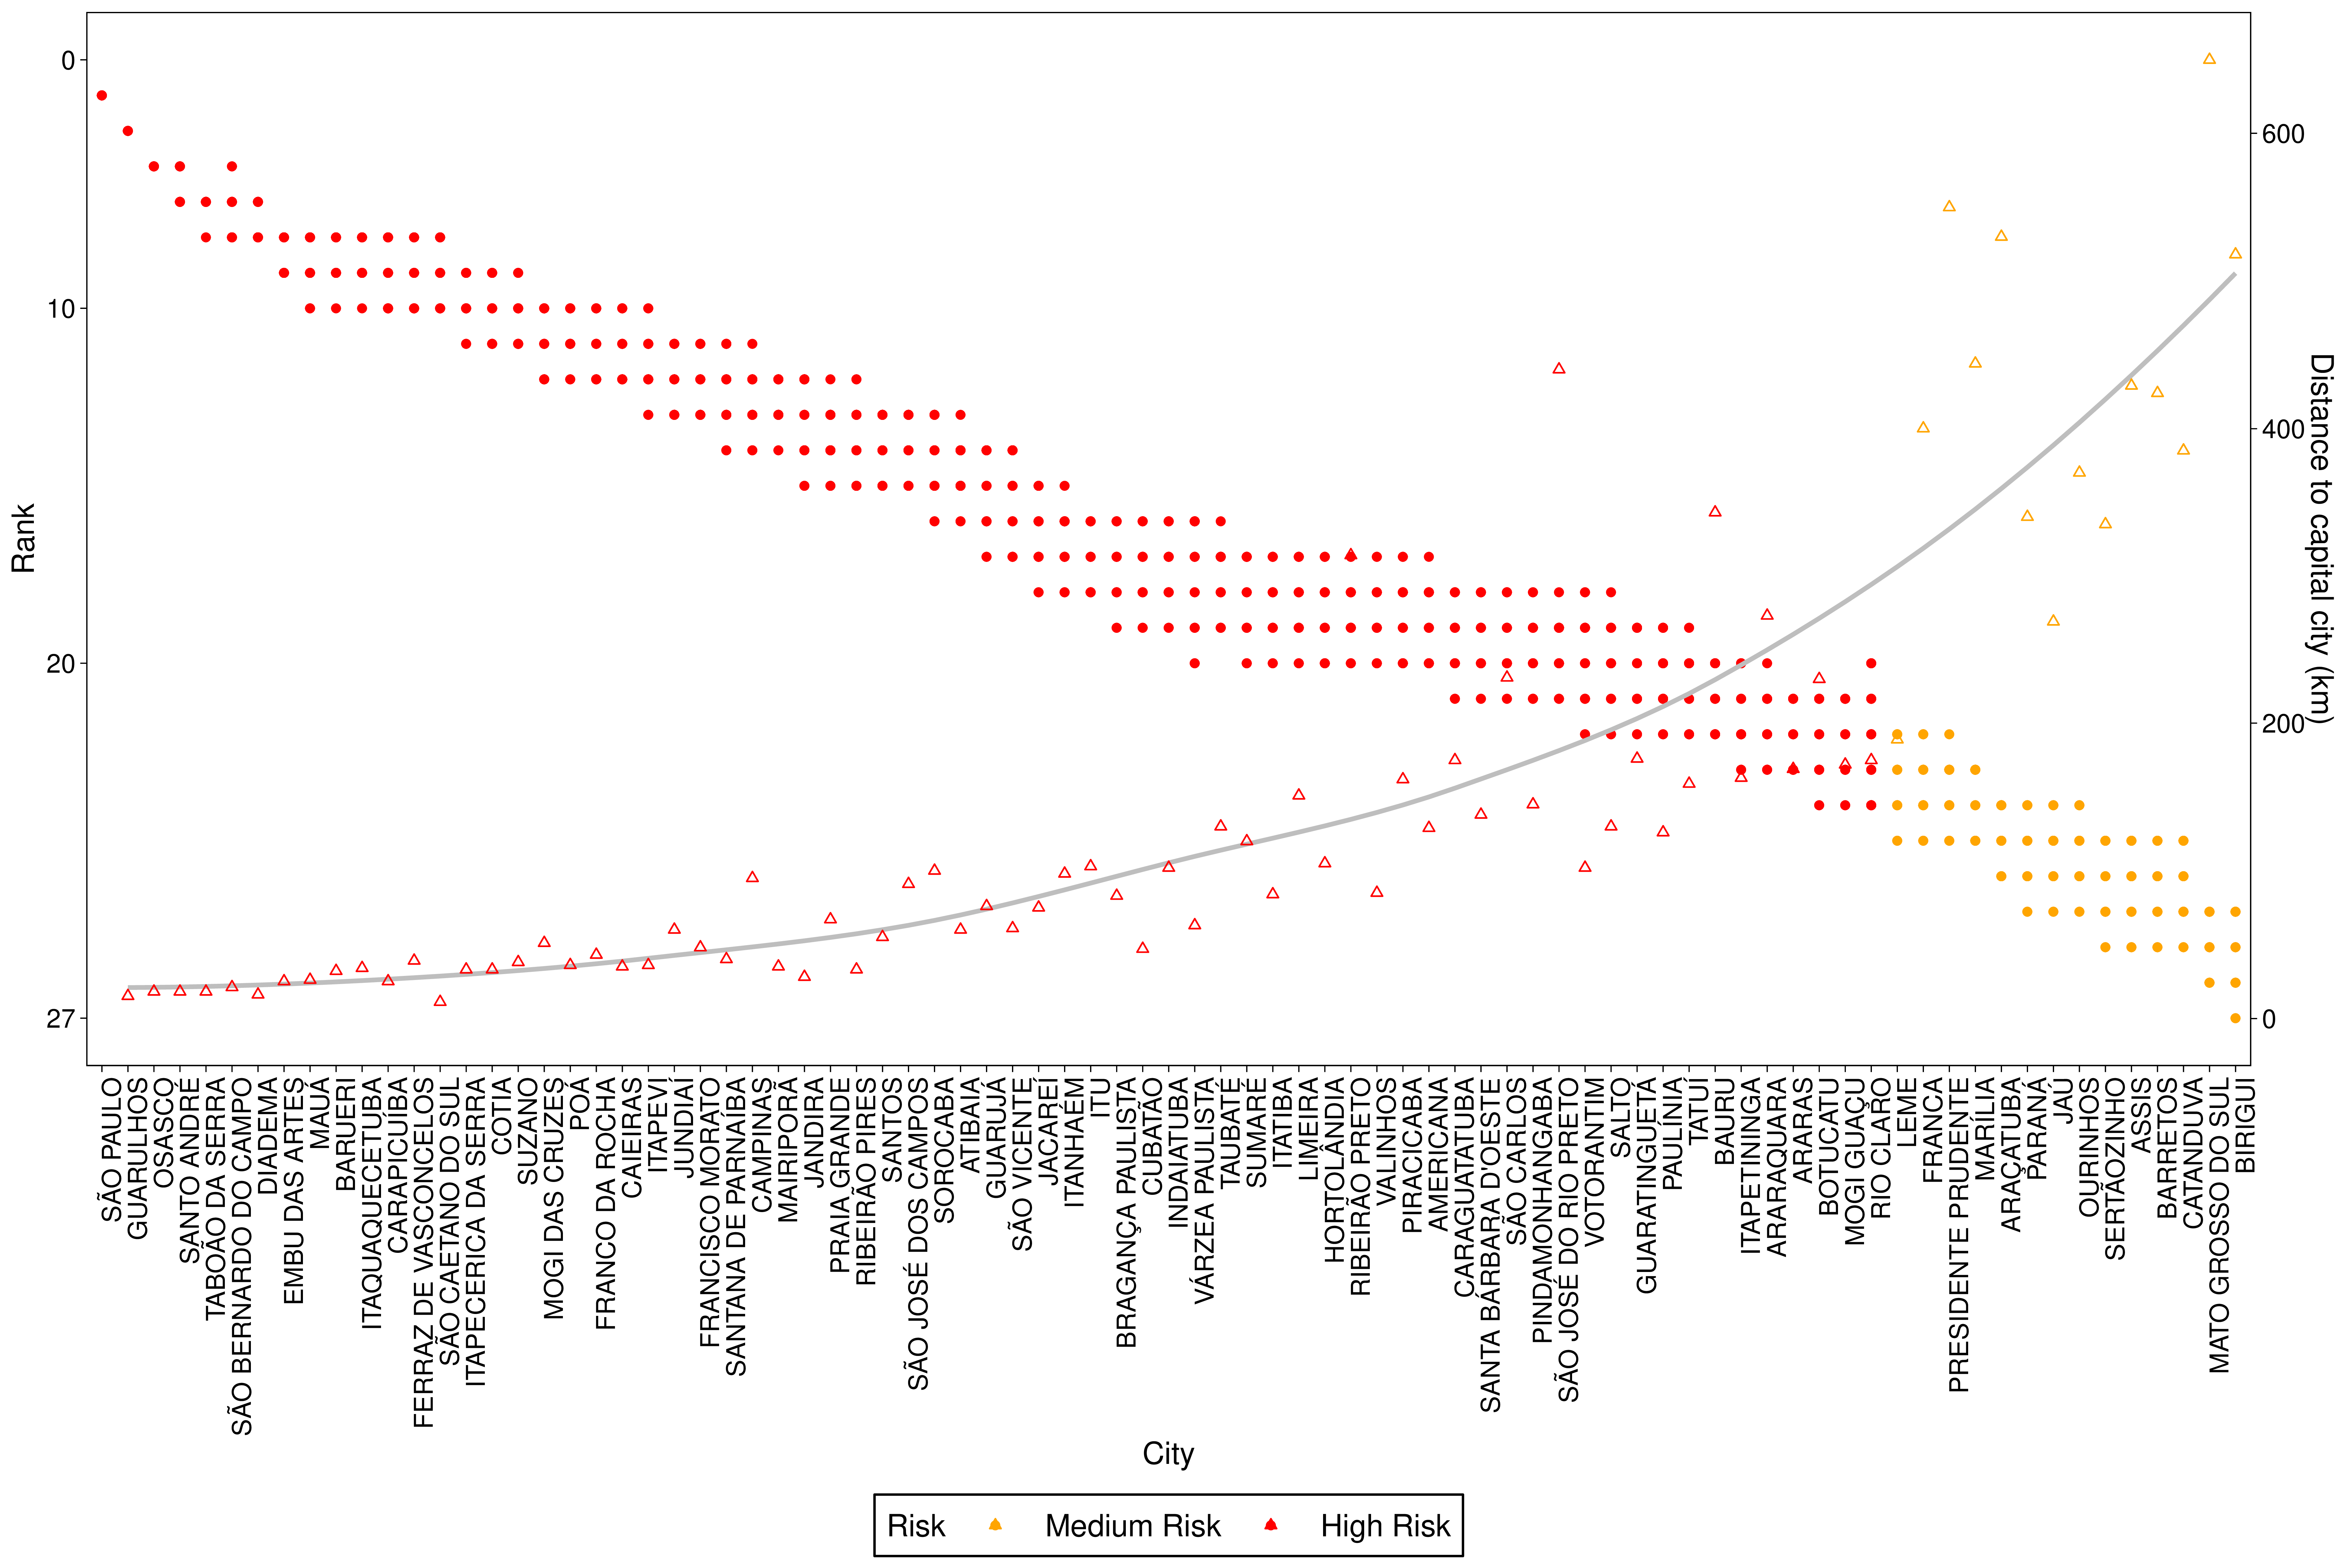 0
10
20
27
Rank
600
400
200
0
Distance to capital city (km)
SÃO PAULO
GUARULHOS
OSASCO
SANTO ANDRÉ
TABOÃO DA SERRA
SÃO BERNARDO DO CAMPO
DIADEMA
EMBU DAS ARTES
MAUÁ
BARUERI
ITAQUAQUECETUBA
CARAPICUÍBA
FERRAZ DE VASCONCELOS
SÃO CAETANO DO SUL
ITAPECERICA DA SERRA
COTIA
SUZANO
MOGI DAS CRUZES
POÁ
FRANCO DA ROCHA
CAIEIRAS
ITAPEVI
JUNDIAÍ
FRANCISCO MORATO
SANTANA DE PARNAÍBA
CAMPINAS
MAIRIPORÃ
JANDIRA
PRAIA GRANDE
RIBEIRÃO PIRES
SANTOS
SÃO JOSÉ DOS CAMPOS
SOROCABA
ATIBAIA
GUARUJÁ
SÃO VICENTE
JACAREÍ
ITANHAÉM
ITU
BRAGANÇA PAULISTA
CUBATÃO
INDAIATUBA
VÁRZEA PAULISTA
TAUBATÉ
SUMARÉ
ITATIBA
LIMEIRA
HORTOLÂNDIA
RIBEIRÃO PRETO
VALINHOS
PIRACICABA
AMERICANA
CARAGUATATUBA
SANTA BÁRBARA D'OESTE
SÃO CARLOS
PINDAMONHANGABA
SÃO JOSÉ DO RIO PRETO
VOTORANTIM
SALTO
GUARATINGUETÁ
PAULÍNIA
TATUÍ
BAURU
ITAPETININGA
ARARAQUARA
ARARAS
BOTUCATU
MOGI GUAÇU
RIO CLARO
LEME
FRANCA
PRESIDENTE PRUDENTE
MARÍLIA
ARAÇATUBA
PARANÁ
JAÚ
OURINHOS
SERTÃOZINHO
ASSIS
BARRETOS
CATANDUVA
MATO GROSSO DO SUL
BIRIGUI
City
Risk Medium Risk High Risk